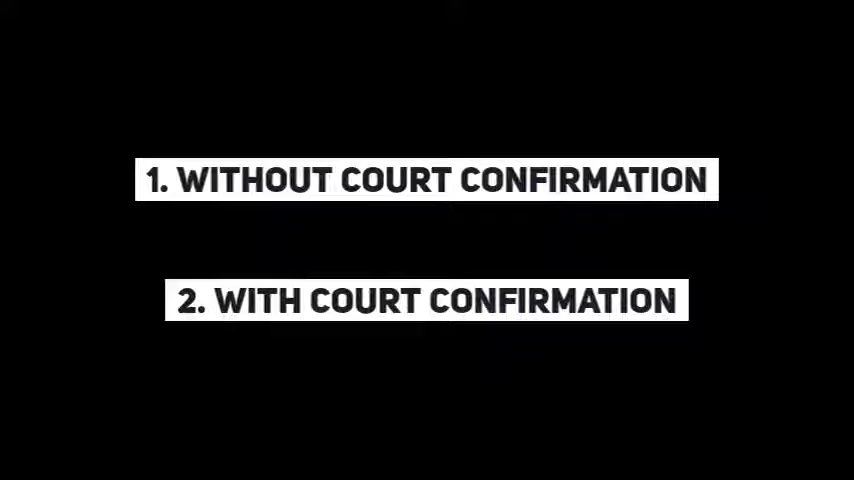 1. WITHOUT COURT CONFIRMATION
2. WITH COURT CONFIRMATION